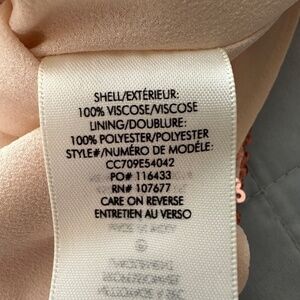 SHELL/EXTÉRIEUR:
100% VISCOSE/VISCOSE
LINING/DOUBLURE:
100% POLYESTER/POLYESTER
STYLE#/NUMÉRO DE MODÈLE:
CC709E54042
PO# 116433
RN# 107677
CARE ON REVERSE
ENTRETIEN AU VERSO